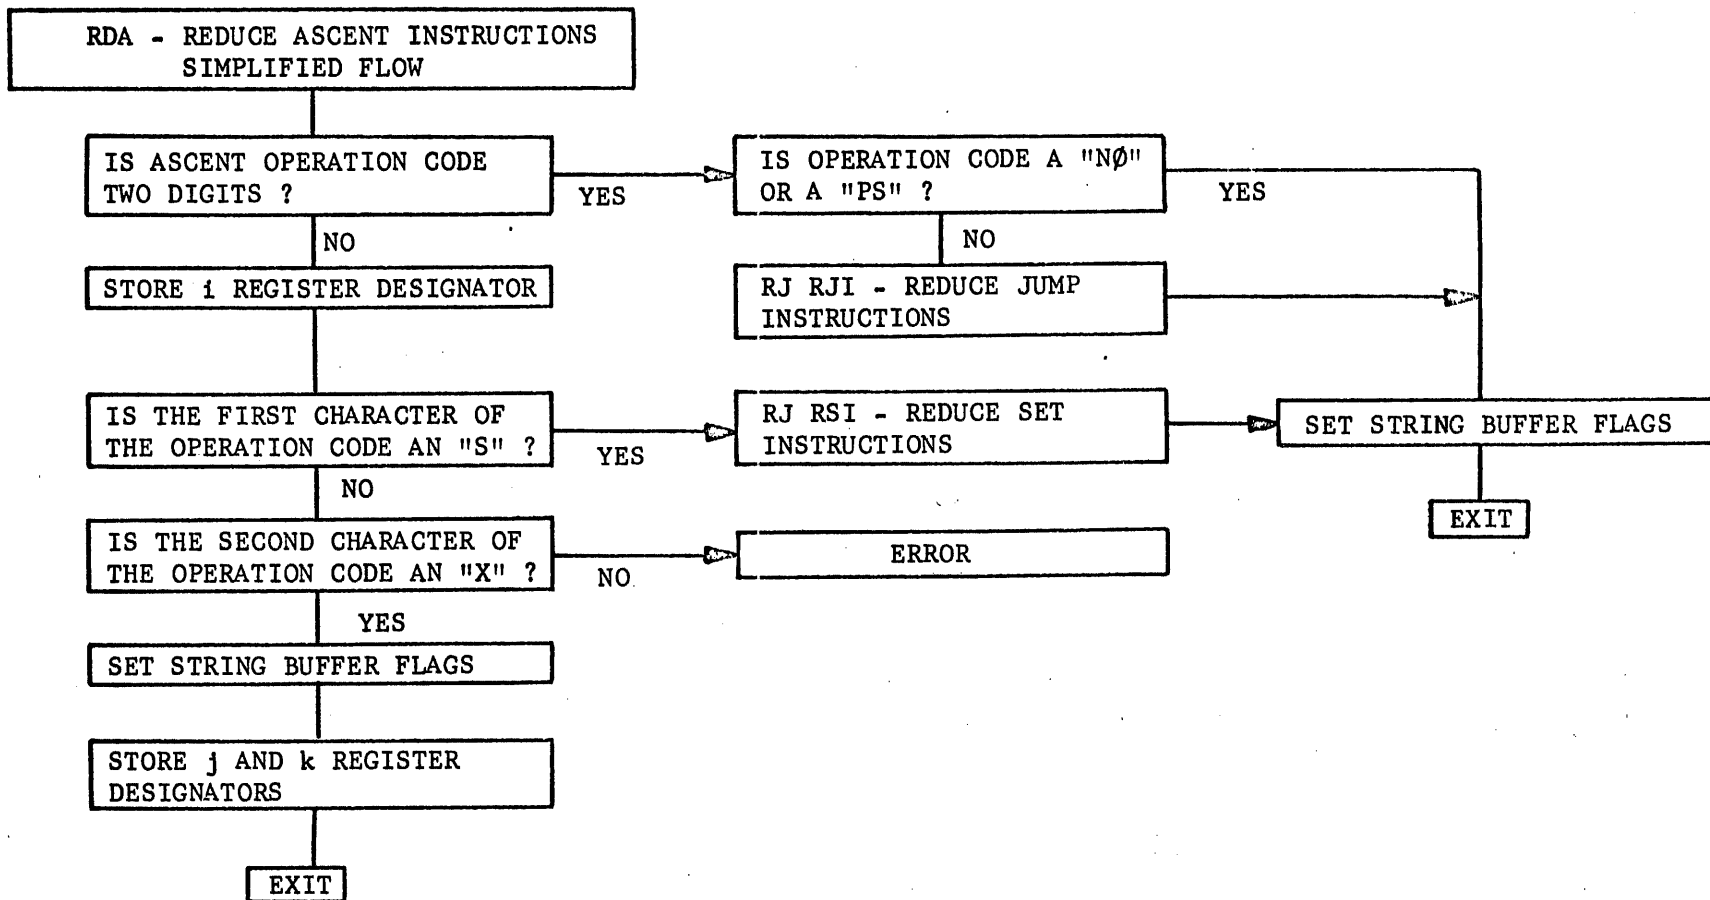 RDA - REDUCE ASCENT INSTRUCTIONS
SIMPLIFIED FLOW
IS ASCENT OPERATION CODE
TWO DIGITS ?
YES
IS OPERATION CODE A "NØ"
OR A "PS" ?
YES
NO
NO
STORE i REGISTER DESIGNATOR
RJ RJI - REDUCE JUMP
INSTRUCTIONS
IS THE FIRST CHARACTER OF
THE OPERATION CODE AN "S" ?
YES
RJ RSI - REDUCE SET
INSTRUCTIONS
SET STRING BUFFER FLAGS
EXIT
NO
IS THE SECOND CHARACTER OF
THE OPERATION CODE AN "X" ?
NO
ERROR
YES
SET STRING BUFFER FLAGS
STORE j AND k REGISTER
DESIGNATORS
EXIT